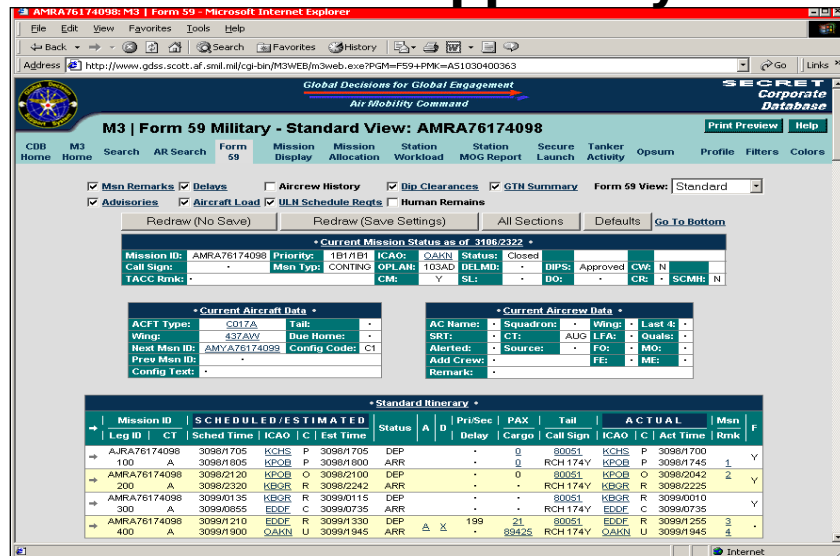 AMRA76174098: M3 | Form 59 - Microsoft Internet Explorer
File Edit View Favorites Tools Help
Back Search Favorites History
Address http://www.gdss.scott.af.smil.mil/cgi-bin/M3WEB/m3web.exe?PGM=F59+PMK=A51030400363 Go Links
Global Decisions for Global Engagement
Air Mobility Command
SECRET
Corporate
Database
M3 | Form 59 Military - Standard View: AMRA76174098 Print Preview Help
CDB Home M3 Home Search AR Search Form 59 Mission Display Mission Allocation Station Workload Station MOG Report Secure Launch Tanker Activity Opsum Profile Filters Colors
Msn Remarks Delays Aircrew History Dip Clearances GTN Summary Form 59 View: Standard
Advisories Aircraft Load ULN Schedule Reqts Human Remains
Redraw (No Save) Redraw (Save Settings) All Sections Defaults Go To Bottom
• Current Mission Status as of 3106/2322 •
Mission ID: AMRA76174098 Priority: 1B1/1B1 ICAO: OAKN Status: Closed
Call Sign: • Msn Typ: CONTING OPLAN: 103AD DELMD: • DIPS: Approved CW: N
TACC Rmk: • CM: Y SL: • DO: • CR: • SCMH: N
• Current Aircraft Data •
ACFT Type: C017A Tail: •
Wing: 437AW Due Home: •
Next Msn ID: AMYA76174099 Config Code: C1
Prev Msn ID: •
Config Text: •
• Current Aircrew Data •
AC Name: • Squadron: • Wing: • Last 4: •
SRT: • CT: AUG LFA: • Quals: •
Alerted: • Source: • FO: • MO: •
Add Crew: • FE: • ME: •
Remark: •
• Standard Itinerary •
Mission ID SCHEDULED/ESTIMATED Status A D Pri/Sec PAX Tail ACTUAL Msn F
Leg ID | CT Sched Time | ICAO | C | Est Time Delay Cargo Call Sign ICAO | C | Act Time Rmk
AJRA76174098 3098/1705 KCHS P 3098/1705 DEP • 0 80051 KCHS P 3098/1700 Y
100 A 3098/1805 KPOB P 3098/1805 ARR • 0 RCH174Y KPOB P 3098/1745 1
AMRA76174098 3098/2120 KPOB O 3098/2100 DEP • 0 80051 KPOB O 3098/2042 2 Y
200 A 3098/2320 KBGR R 3098/2242 ARR • • RCH174Y KBGR R 3098/2225
AMRA76174098 3099/0135 KBGR R 3099/0115 DEP • • 80051 KBGR R 3099/0010 Y
300 A 3099/0855 EDDF C 3099/0735 ARR • • RCH174Y EDDF C 3099/0735
AMRA76174098 3099/1210 EDDF R 3099/1330 DEP A X 199 21 80051 EDDF R 3099/1255 3 Y
400 A 3099/1900 OAKN U 3099/1945 ARR • 89425 RCH174Y OAKN U 3099/1945 4
Internet